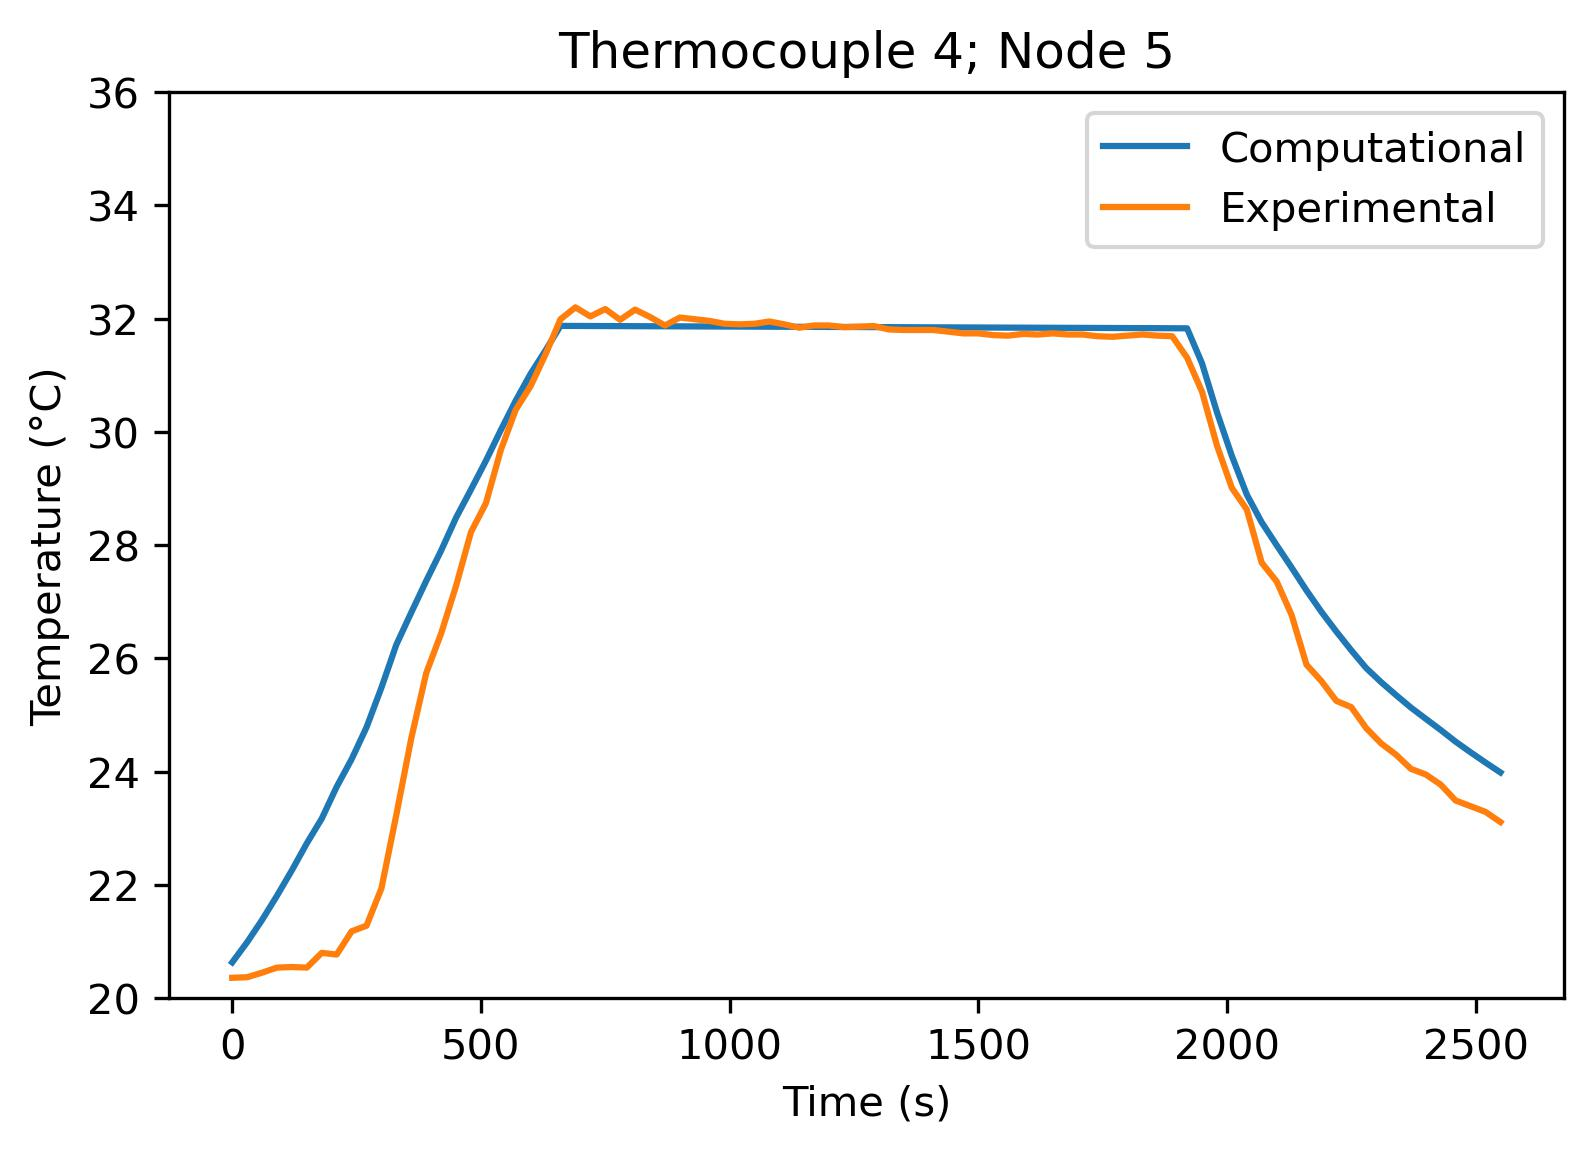 Thermocouple 4; Node 5
36
34
32
30
28
26
24
22
20
Temperature (°C)
Computational
Experimental
0 500 1000 1500 2000 2500
Time (s)